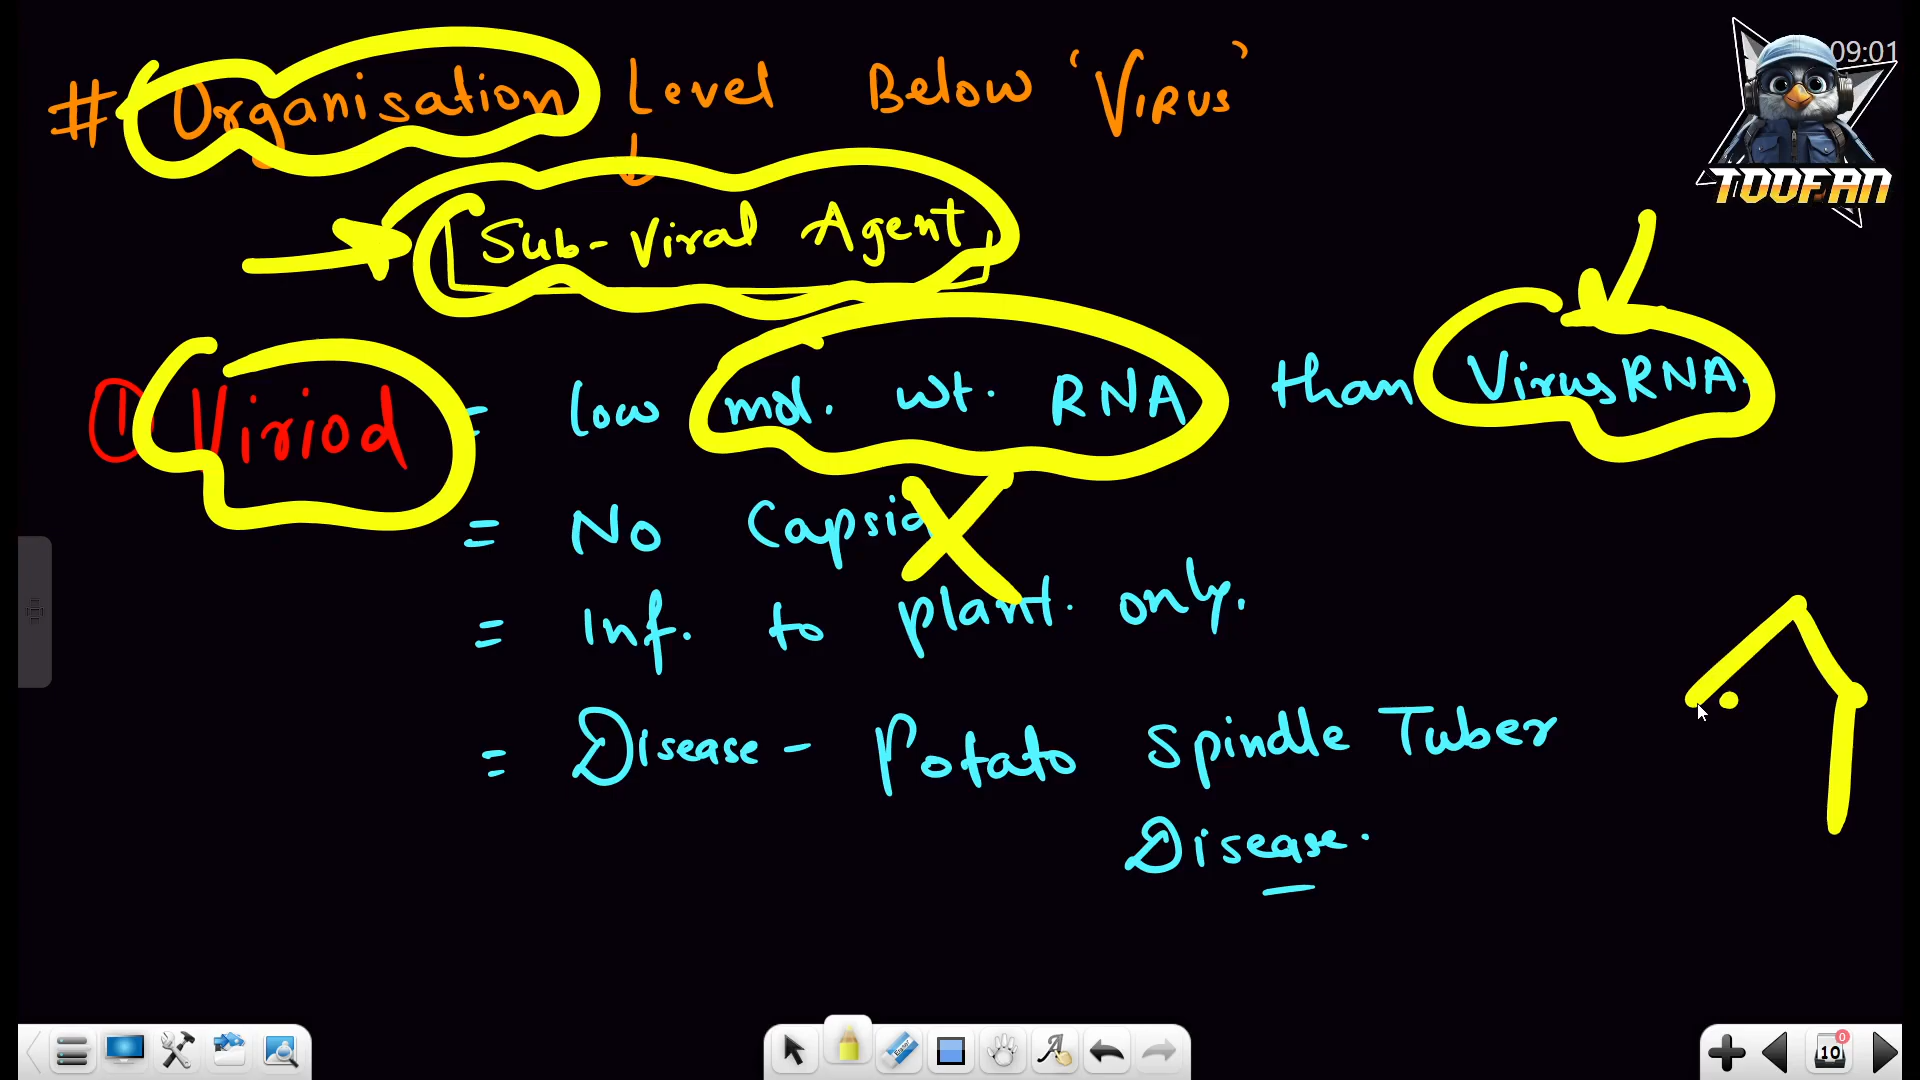 # Organisation Level Below 'Virus'
09:01
TOOFAN
Sub-Viral Agent
① Viriod = low mol. wt. RNA than Virus RNA.
= No Capsid
= Inf. to plant. only.
= Disease - Potato Spindle Tuber
Disease.
0
10